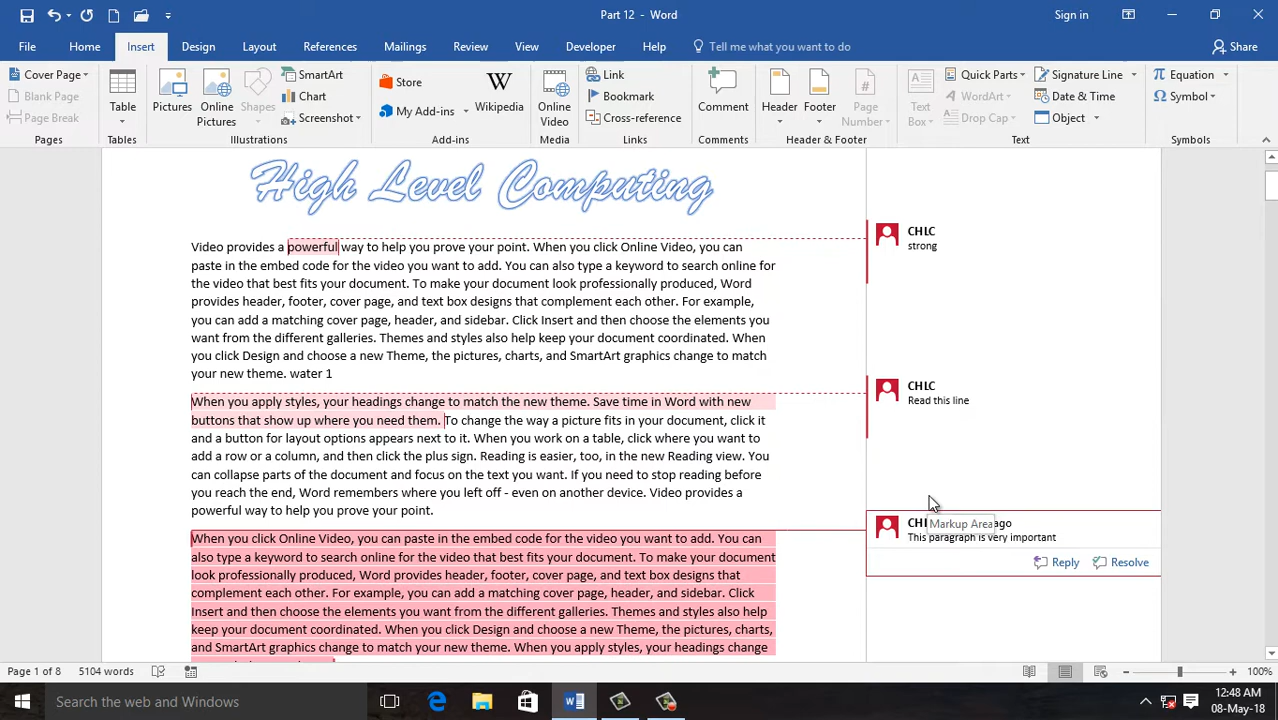 Part 12 - Word
Sign in
File Home Insert Design Layout References Mailings Review View Developer Help Tell me what you want to do Share
Cover Page
Blank Page
Page Break
Pages
Table
Tables
Pictures
Online Pictures
Shapes
SmartArt
Chart
Screenshot
Illustrations
Store
My Add-ins
Wikipedia
Add-ins
Online Video
Media
Link
Bookmark
Cross-reference
Links
Comment
Comments
Header
Footer
Page Number
Header & Footer
Text Box
Quick Parts
WordArt
Drop Cap
Signature Line
Date & Time
Object
Text
Equation
Symbol
Symbols
High Level Computing
Video provides a powerful way to help you prove your point. When you click Online Video, you can
paste in the embed code for the video you want to add. You can also type a keyword to search online for
the video that best fits your document. To make your document look professionally produced, Word
provides header, footer, cover page, and text box designs that complement each other. For example,
you can add a matching cover page, header, and sidebar. Click Insert and then choose the elements you
want from the different galleries. Themes and styles also help keep your document coordinated. When
you click Design and choose a new Theme, the pictures, charts, and SmartArt graphics change to match
your new theme. water 1
When you apply styles, your headings change to match the new theme. Save time in Word with new
buttons that show up where you need them. To change the way a picture fits in your document, click it
and a button for layout options appears next to it. When you work on a table, click where you want to
add a row or a column, and then click the plus sign. Reading is easier, too, in the new Reading view. You
can collapse parts of the document and focus on the text you want. If you need to stop reading before
you reach the end, Word remembers where you left off - even on another device. Video provides a
powerful way to help you prove your point.
When you click Online Video, you can paste in the embed code for the video you want to add. You can
also type a keyword to search online for the video that best fits your document. To make your document
look professionally produced, Word provides header, footer, cover page, and text box designs that
complement each other. For example, you can add a matching cover page, header, and sidebar. Click
Insert and then choose the elements you want from the different galleries. Themes and styles also help
keep your document coordinated. When you click Design and choose a new Theme, the pictures, charts,
and SmartArt graphics change to match your new theme. When you apply styles, your headings change
CHLC
strong
CHLC
Read this line
Markup Area
ago
This paragraph is very important
Reply Resolve
Page 1 of 8 5104 words 100%
Search the web and Windows
12:48 AM
08-May-18